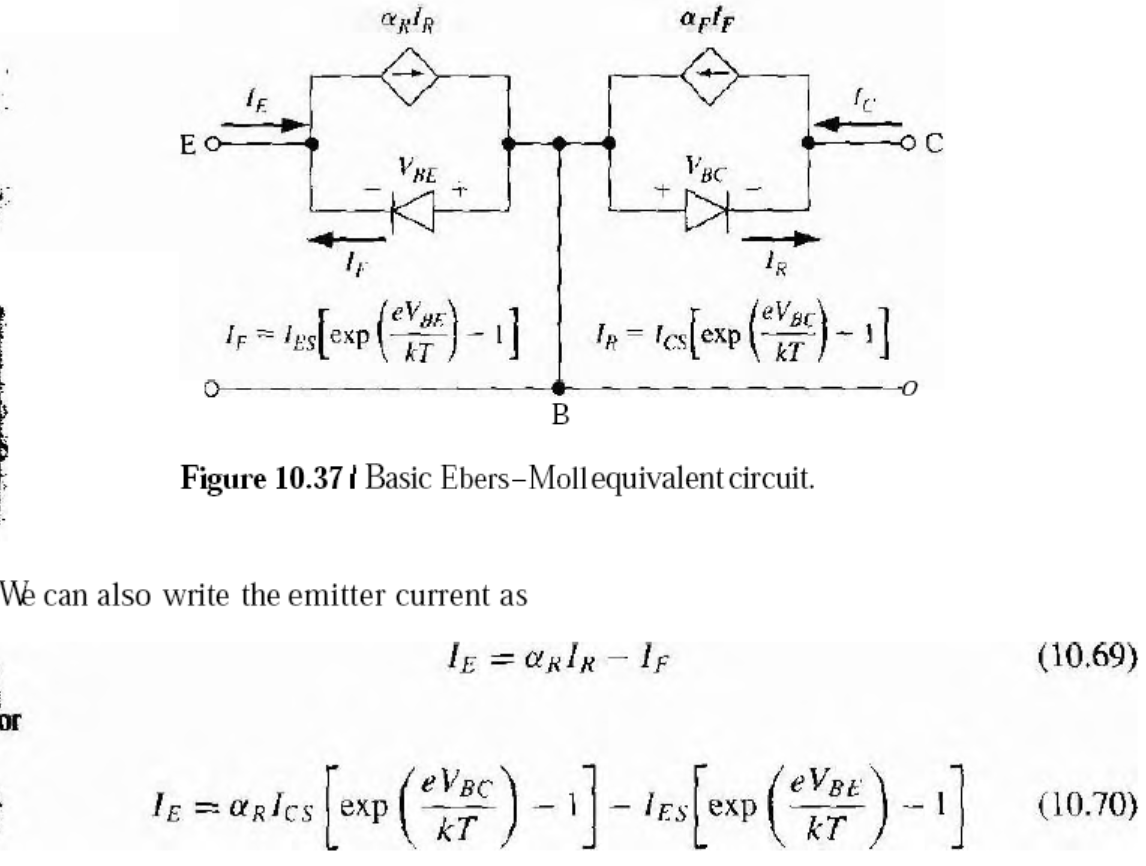 α_R I_R
α_F I_F
I_E
I_C
E
C
V_BE
V_BC
− +
+ −
I_F
I_R
I_F = I_ES[exp(eV_BE/kT) − 1]
I_R = I_CS[exp(eV_BC/kT) − 1]
B
Figure 10.37 l Basic Ebers–Moll equivalent circuit.
We can also write the emitter current as
I_E = α_R I_R − I_F (10.69)
or
I_E = α_R I_CS [exp(eV_BC/kT) − 1] − I_ES[exp(eV_BE/kT) − 1] (10.70)